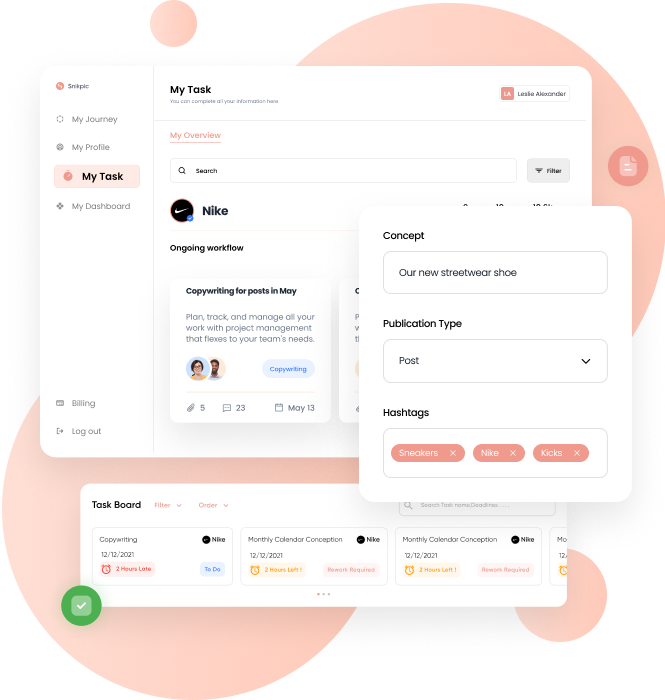 Snikpic
My Journey
My Profile
My Task
My Dashboard
Billing
Log out
My Task
You can complete all your information here
LA Leslie Alexander
My Overview
Search
Filter
Nike
Ongoing workflow
Copywriting for posts in May
Plan, track, and manage all your
work with project management
that flexes to your team's needs.
Copywriting
5 23 May 13
Concept
Our new streetwear shoe
Publication Type
Post
Hashtags
Sneakers Nike Kicks
Task Board Filter Order
Search Task name,Deadline........
Copywriting Nike
12/12/2021
2 Hours Late To Do
Monthly Calendar Conception Nike
12/12/2021
2 Hours Left ! Rework Required
Monthly Calendar Conception Nike
12/12/2021
2 Hours Left ! Rework Required
Mon
12/1